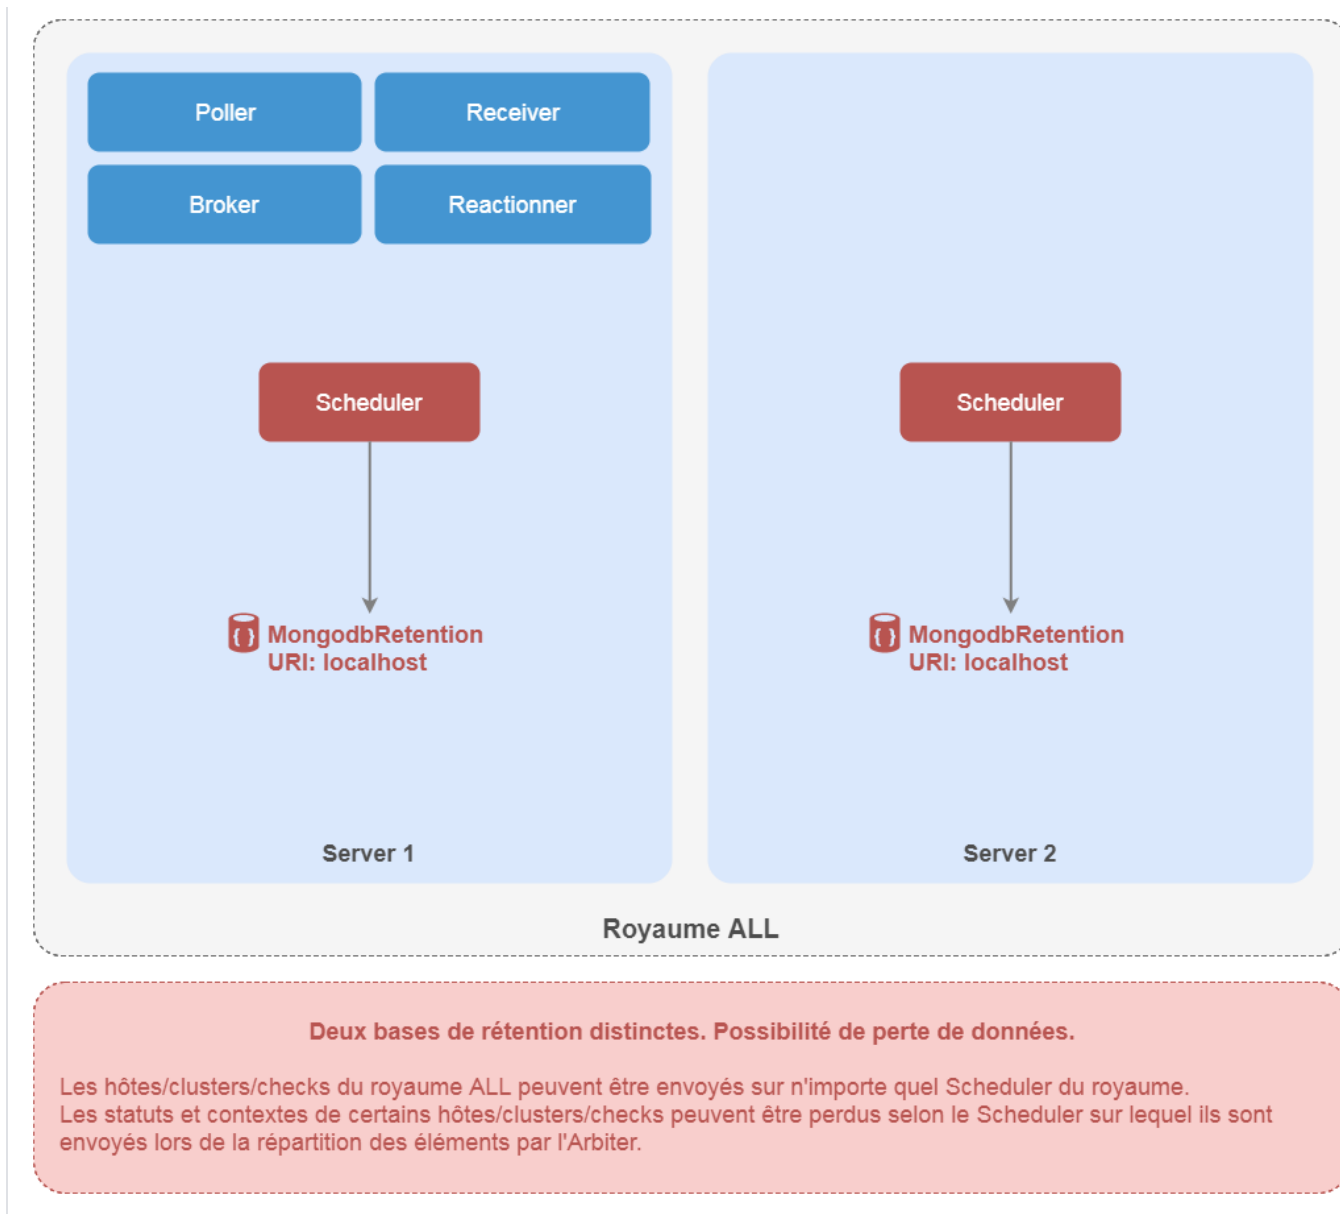 Poller
Receiver
Broker
Reactionner
Scheduler
Scheduler
{ } MongodbRetention
URI: localhost
{ } MongodbRetention
URI: localhost
Server 1
Server 2
Royaume ALL
Deux bases de rétention distinctes. Possibilité de perte de données.
Les hôtes/clusters/checks du royaume ALL peuvent être envoyés sur n'importe quel Scheduler du royaume.
Les statuts et contextes de certains hôtes/clusters/checks peuvent être perdus selon le Scheduler sur lequel ils sont
envoyés lors de la répartition des éléments par l'Arbiter.